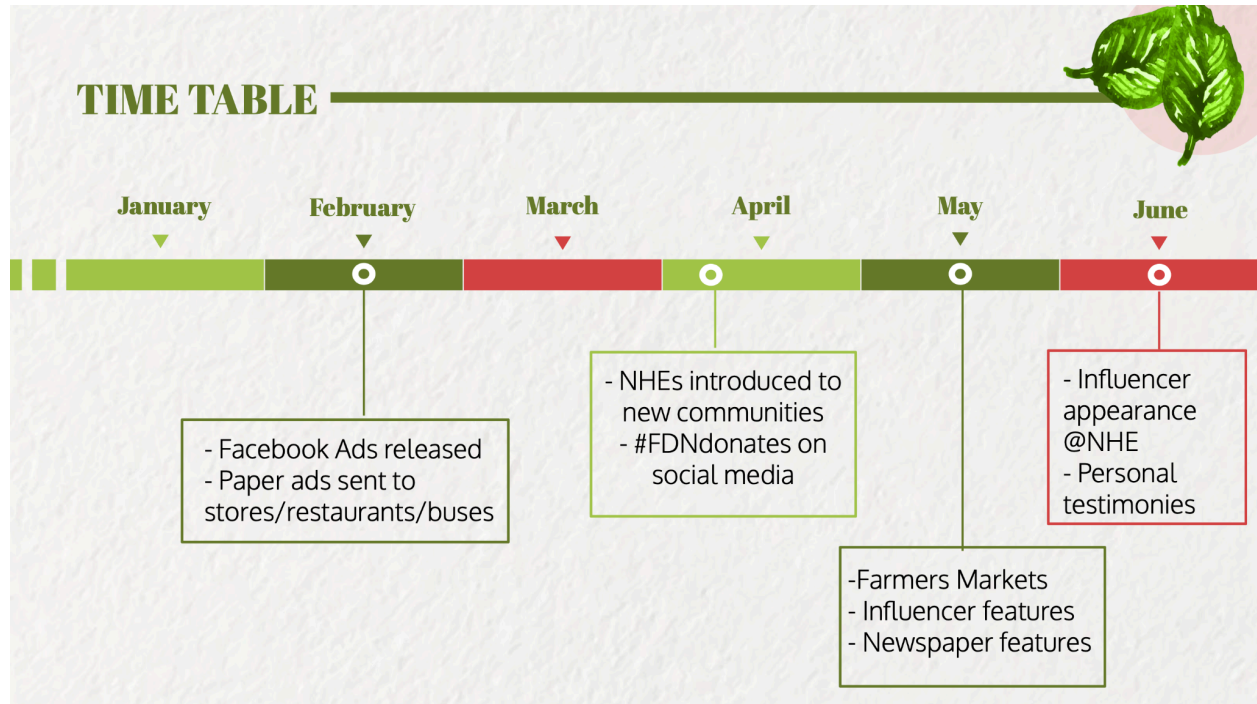 TIME TABLE
January
February
March
April
May
June
- Facebook Ads released
- Paper ads sent to
stores/restaurants/buses
- NHEs introduced to
new communities
- #FDNdonates on
social media
-Farmers Markets
- Influencer features
- Newspaper features
- Influencer
appearance
@NHE
- Personal
testimonies